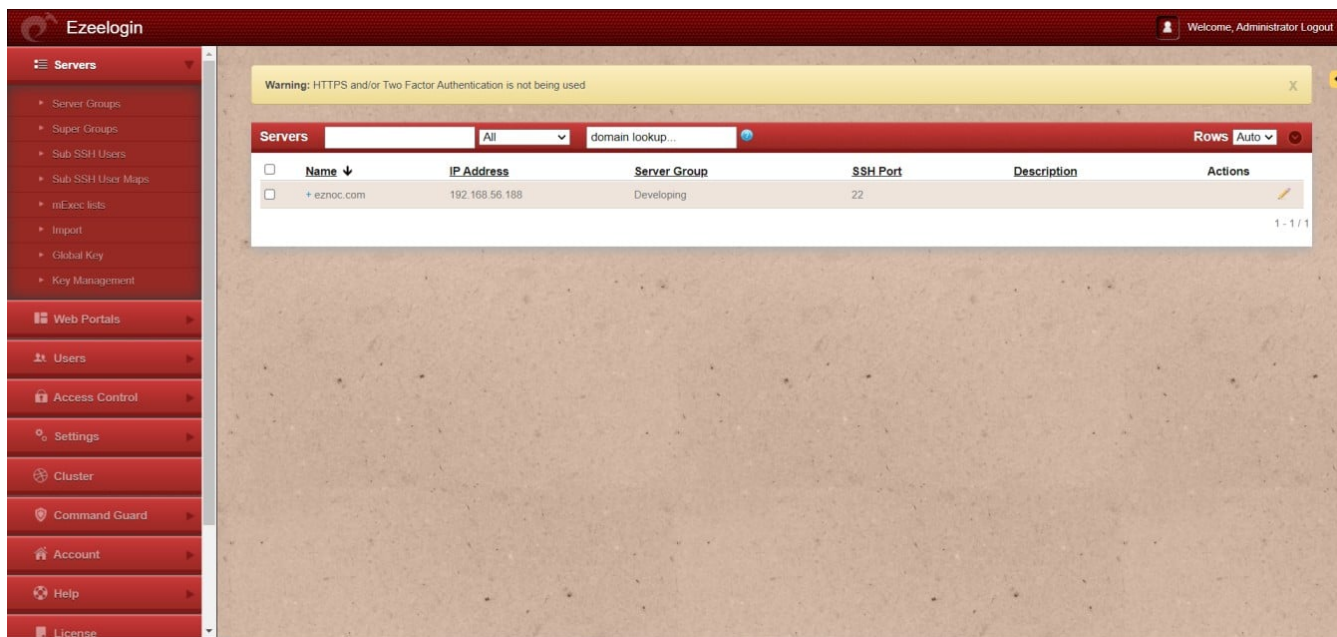 Ezeelogin
Welcome, Administrator Logout
Servers
Server Groups
Super Groups
Sub SSH Users
Sub SSH User Maps
mExec lists
Import
Global Key
Key Management
Web Portals
Users
Access Control
Settings
Cluster
Command Guard
Account
Help
License
Warning: HTTPS and/or Two Factor Authentication is not being used X
Servers All domain lookup... Rows Auto
Name IP Address Server Group SSH Port Description Actions
+ eznoc.com 192.168.56.188 Developing 22
1 - 1 / 1